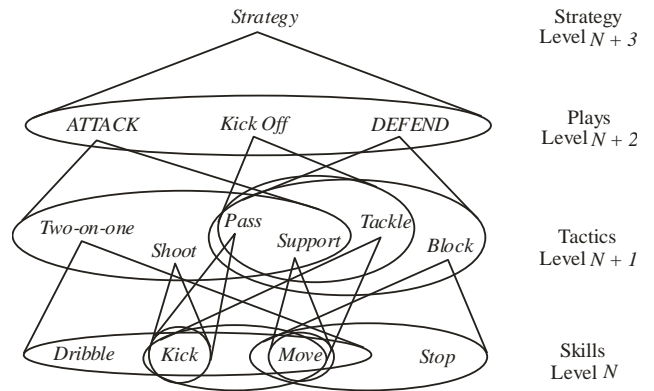 Strategy
Strategy
Level N + 3
ATTACK Kick Off DEFEND
Plays
Level N + 2
Two-on-one Shoot Pass Support Tackle Block
Tactics
Level N + 1
Dribble Kick Move Stop
Skills
Level N